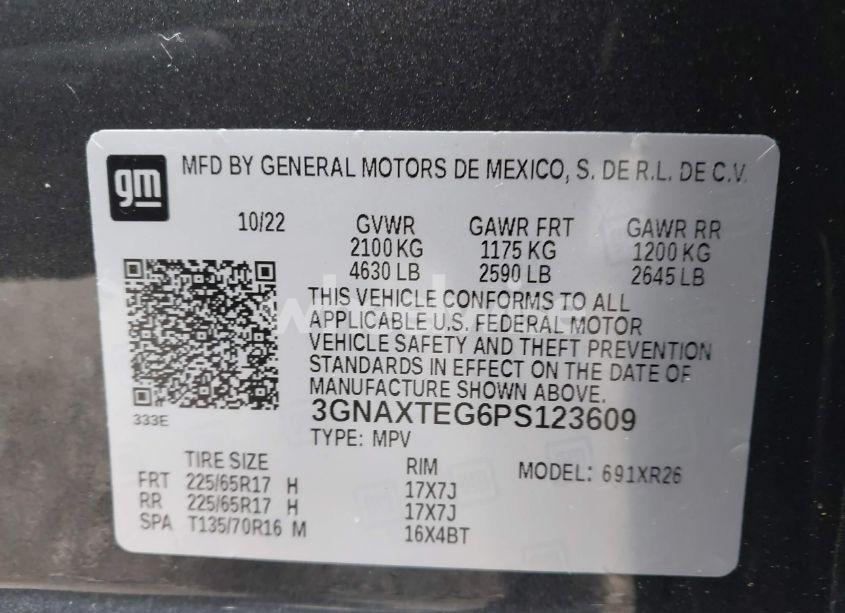 gm
MFD BY GENERAL MOTORS DE MEXICO, S. DE R.L. DE C.V.
10/22 GVWR GAWR FRT GAWR RR
2100 KG 1175 KG 1200 KG
4630 LB 2590 LB 2645 LB
THIS VEHICLE CONFORMS TO ALL
APPLICABLE U.S. FEDERAL MOTOR
VEHICLE SAFETY AND THEFT PREVENTION
STANDARDS IN EFFECT ON THE DATE OF
MANUFACTURE SHOWN ABOVE.
3GNAXTEG6PS123609
333E
TYPE: MPV
TIRE SIZE RIM MODEL: 691XR26
FRT 225/65R17 H 17X7J
RR 225/65R17 H 17X7J
SPA T135/70R16 M 16X4BT